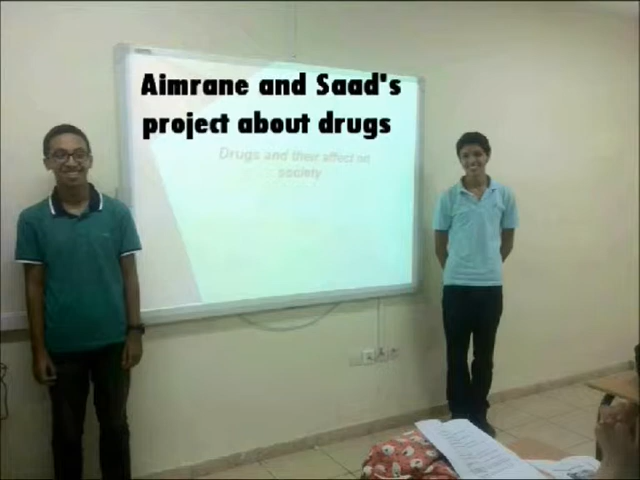 Aimrane and Saad's
project about drugs
Drugs and their affect on
society